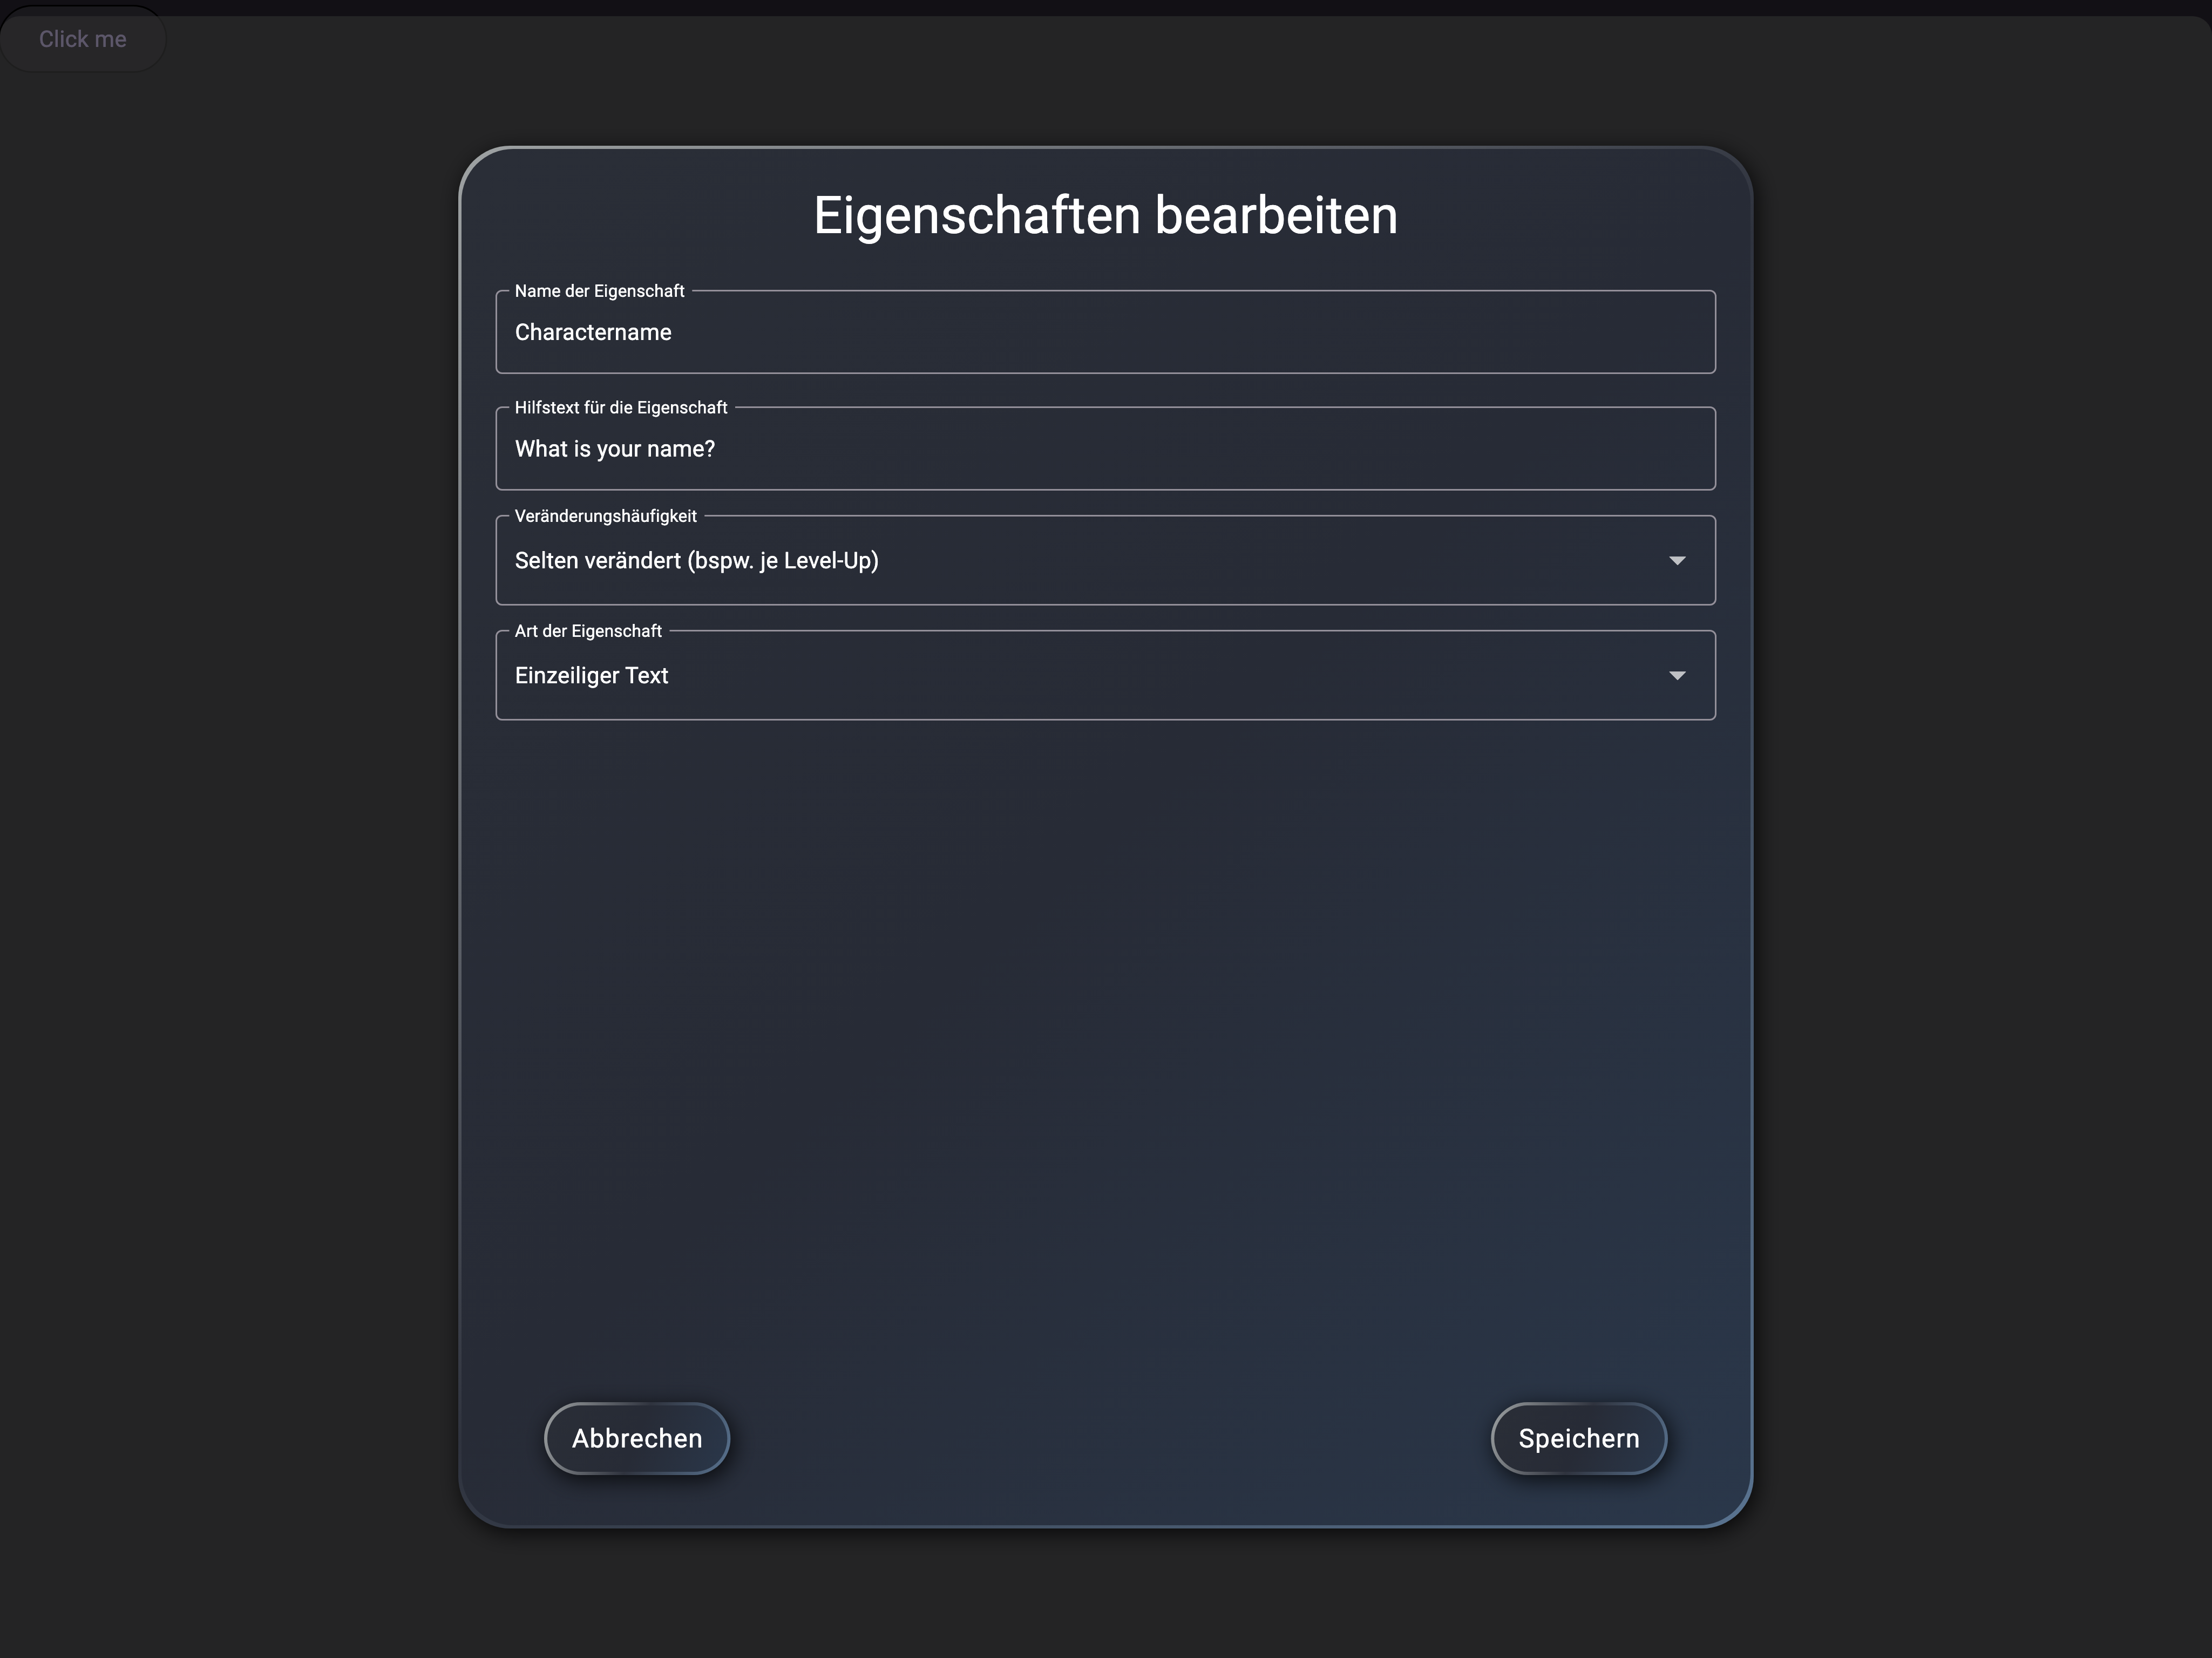 Click me
Eigenschaften bearbeiten
Name der Eigenschaft
Charactername
Hilfstext für die Eigenschaft
What is your name?
Veränderungshäufigkeit
Selten verändert (bspw. je Level-Up)
Art der Eigenschaft
Einzeiliger Text
Abbrechen
Speichern